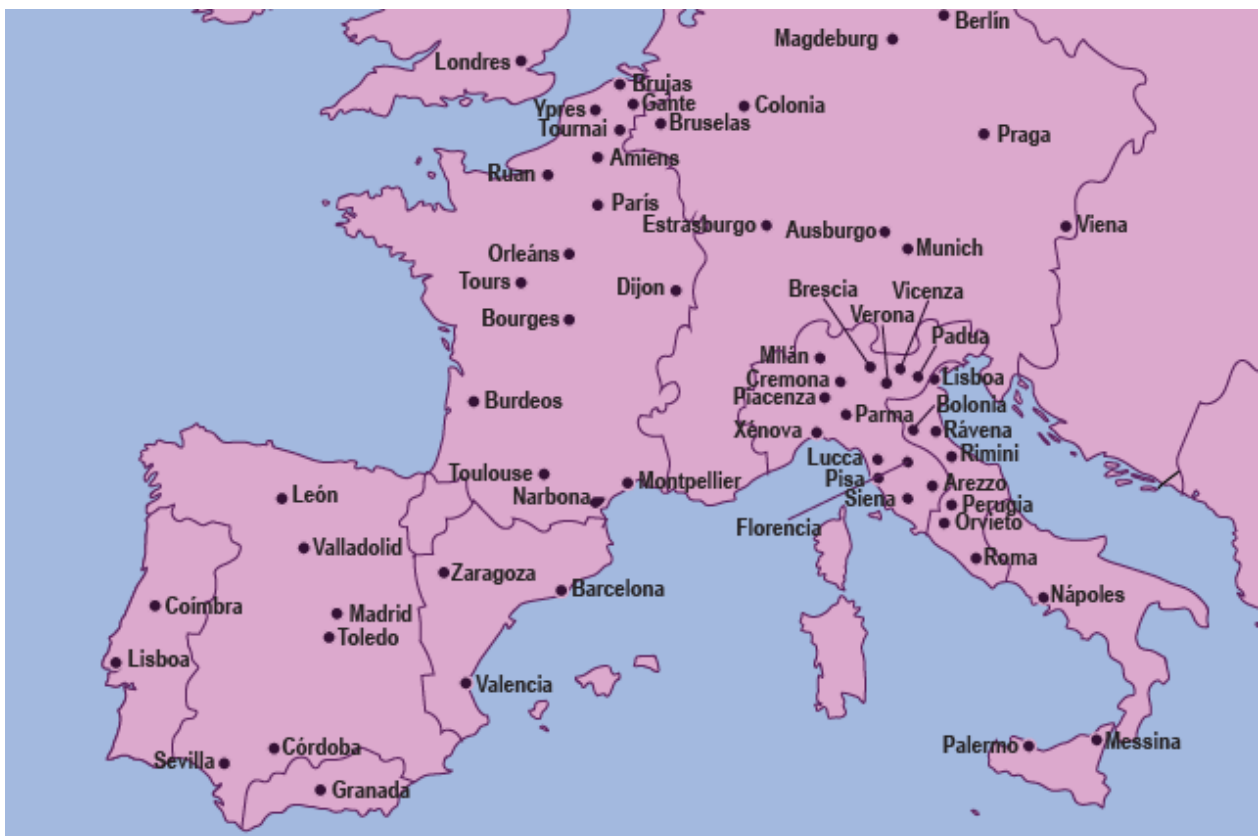 Berlín
Magdeburg
Londres
Brujas
Ypres
Gante
Colonia
Tournai
Bruselas
Praga
Amiens
Ruan
París
Estrasburgo
Ausburgo
Viena
Munich
Orleáns
Tours
Dijon
Brescia
Vicenza
Bourges
Verona
Padua
Milán
Cremona
Lisboa
Piacenza
Burdeos
Parma
Bolonia
Xénova
Rávena
Lucca
Rimini
Toulouse
Montpellier
Pisa
Arezzo
León
Narbona
Siena
Perugia
Florencia
Orvieto
Valladolid
Roma
Zaragoza
Barcelona
Nápoles
Coímbra
Madrid
Toledo
Lisboa
Valencia
Córdoba
Sevilla
Palermo
Messina
Granada